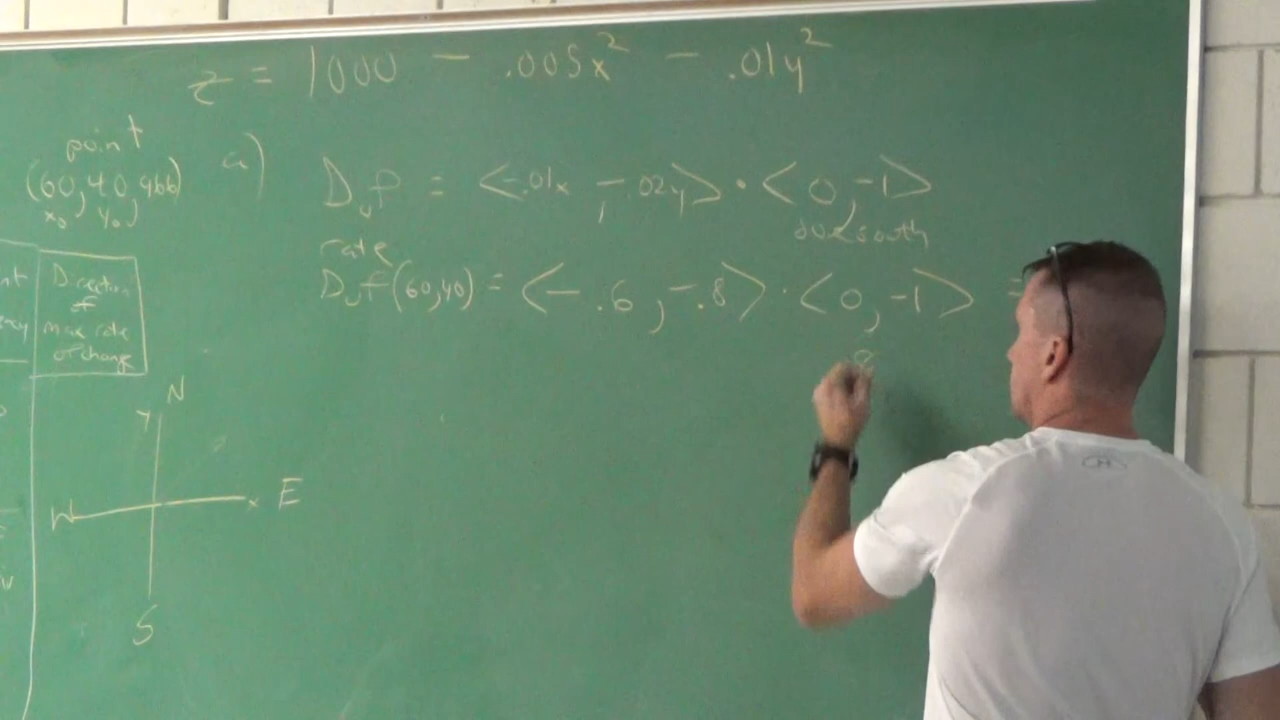 z = 1000 - .005x² - .01y²
point
(60, 40, 966)
x₀ y₀
a) Dᵤf = <-.01x, -.02y> · <0, -1>
due south
rate
Dᵤf(60,40) = <-.6, -.8> · <0, -1> =
Direction
of
max rate
of change
N
y
W
x E
S